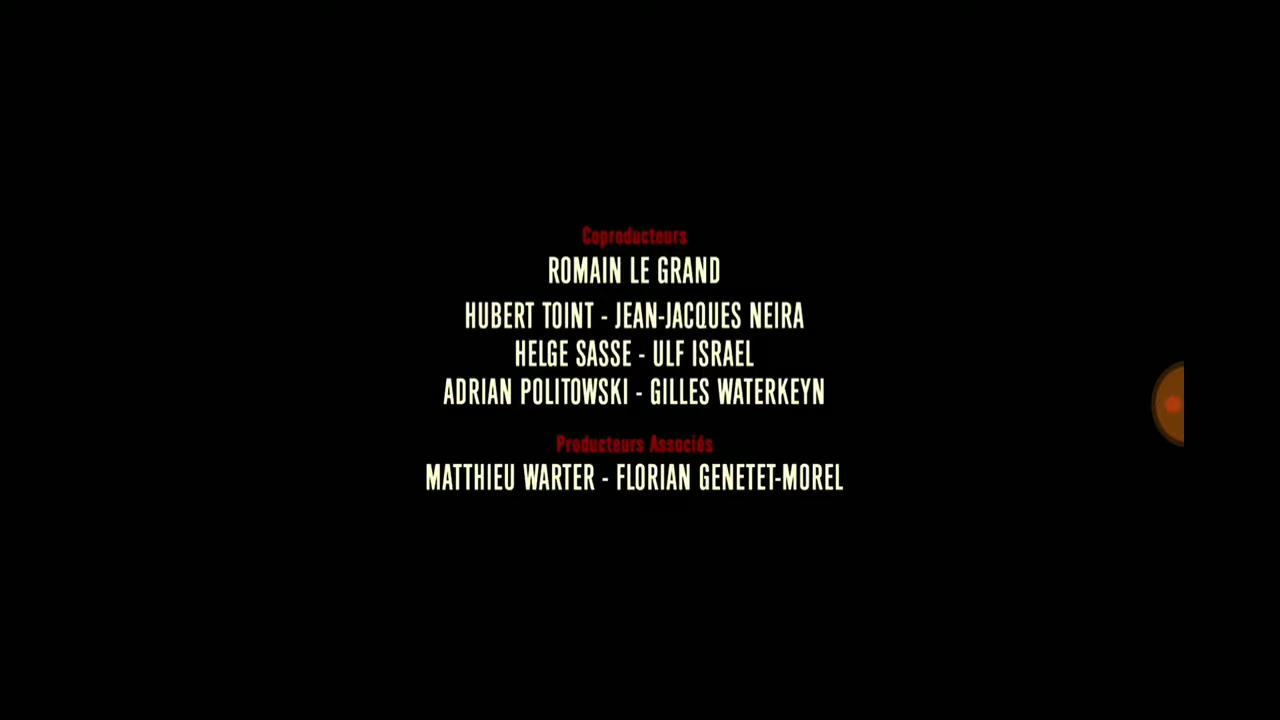 Coproducteurs
ROMAIN LE GRAND
HUBERT TOINT - JEAN-JACQUES NEIRA
HELGE SASSE - ULF ISRAEL
ADRIAN POLITOWSKI - GILLES WATERKEYN
Producteurs Associés
MATTHIEU WARTER - FLORIAN GENETET-MOREL